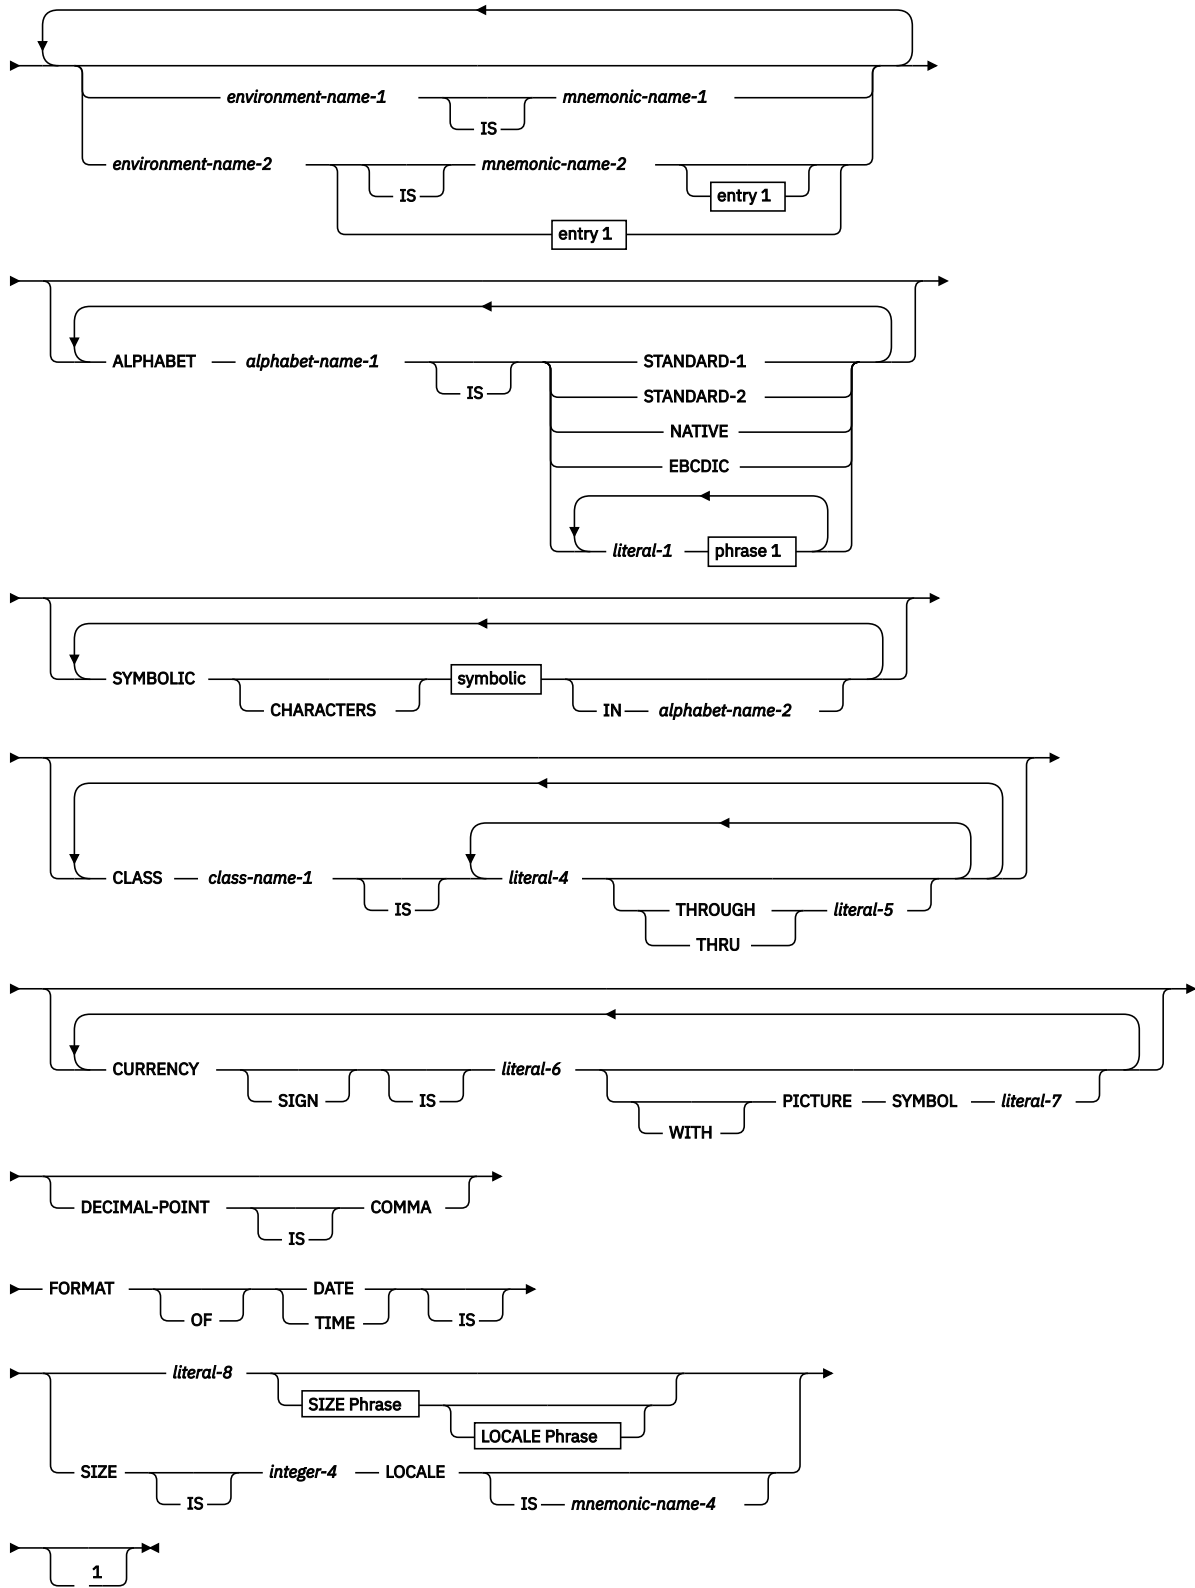 environment-name-1 mnemonic-name-1
IS
environment-name-2 mnemonic-name-2
IS entry 1
entry 1
ALPHABET alphabet-name-1 STANDARD-1
IS STANDARD-2
NATIVE
EBCDIC
literal-1 phrase 1
SYMBOLIC symbolic
CHARACTERS IN alphabet-name-2
CLASS class-name-1 literal-4
IS THROUGH literal-5
THRU
CURRENCY literal-6
SIGN IS PICTURE SYMBOL literal-7
WITH
DECIMAL-POINT COMMA
IS
FORMAT DATE
OF TIME IS
literal-8
SIZE Phrase
LOCALE Phrase
SIZE integer-4 LOCALE
IS IS mnemonic-name-4
1